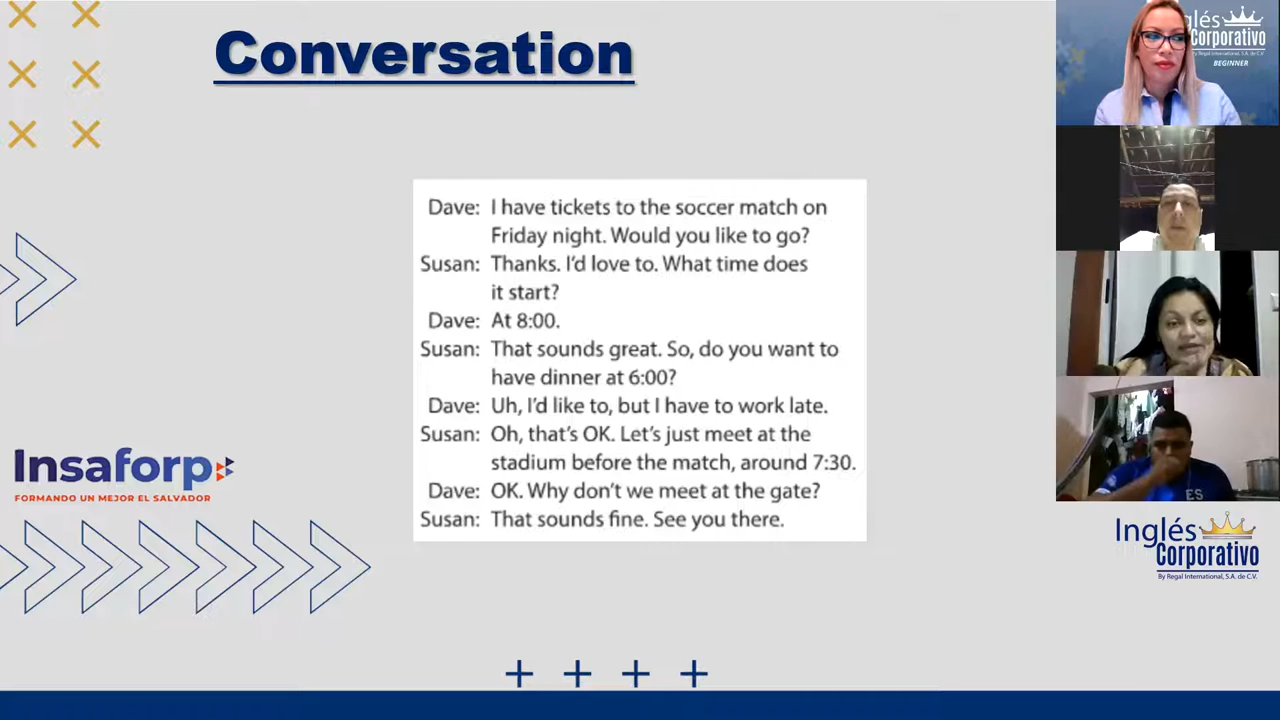 Conversation
Inglés
Corporativo
By Regal International, S.A. de C.V.
BEGINNER
Dave: I have tickets to the soccer match on
Friday night. Would you like to go?
Susan: Thanks. I'd love to. What time does
it start?
Dave: At 8:00.
Susan: That sounds great. So, do you want to
have dinner at 6:00?
Dave: Uh, I'd like to, but I have to work late.
Susan: Oh, that's OK. Let's just meet at the
stadium before the match, around 7:30.
Dave: OK. Why don't we meet at the gate?
Susan: That sounds fine. See you there.
Insaforp
FORMANDO UN MEJOR EL SALVADOR
ES
Inglés
Corporativo
By Regal International, S.A. de C.V.